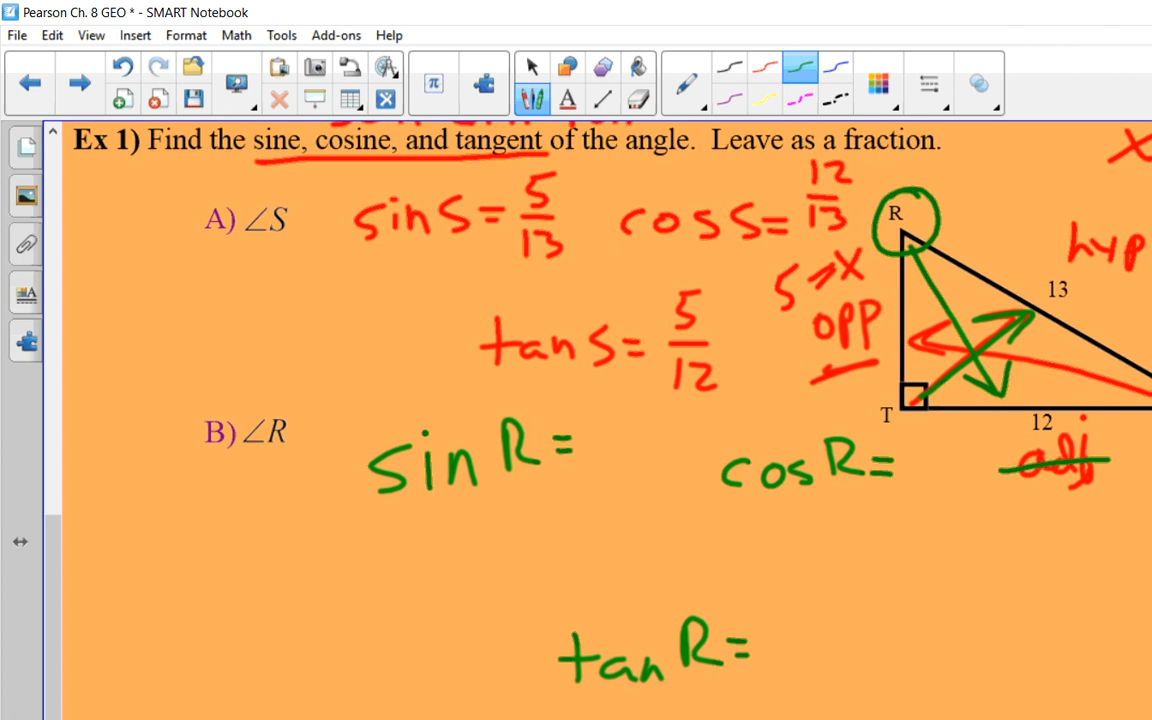 Pearson Ch. 8 GEO * - SMART Notebook
File Edit View Insert Format Math Tools Add-ons Help
π A
Ex 1) Find the sine, cosine, and tangent of the angle. Leave as a fraction.
A) ∠S
sin S = 5/13
cos S = 12/13
R
x
hyp
13
5 = x
opp
tan S = 5/12
T
12
adj
B) ∠R
sin R =
cos R =
tan R =